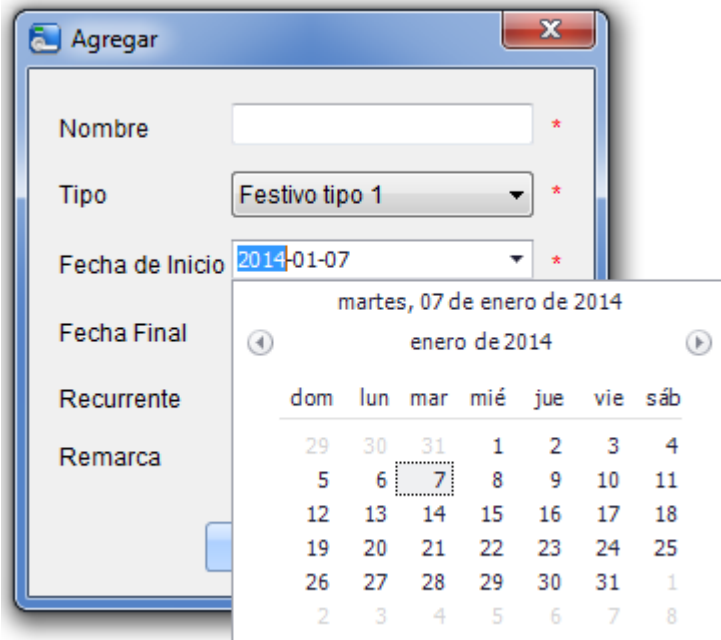 Agregar
Nombre *
Tipo Festivo tipo 1 *
Fecha de Inicio 2014-01-07 *
martes, 07 de enero de 2014
Fecha Final
enero de 2014
Recurrente
dom lun mar mié jue vie sáb
Remarca
29 30 31 1 2 3 4
5 6 7 8 9 10 11
12 13 14 15 16 17 18
19 20 21 22 23 24 25
26 27 28 29 30 31 1
2 3 4 5 6 7 8